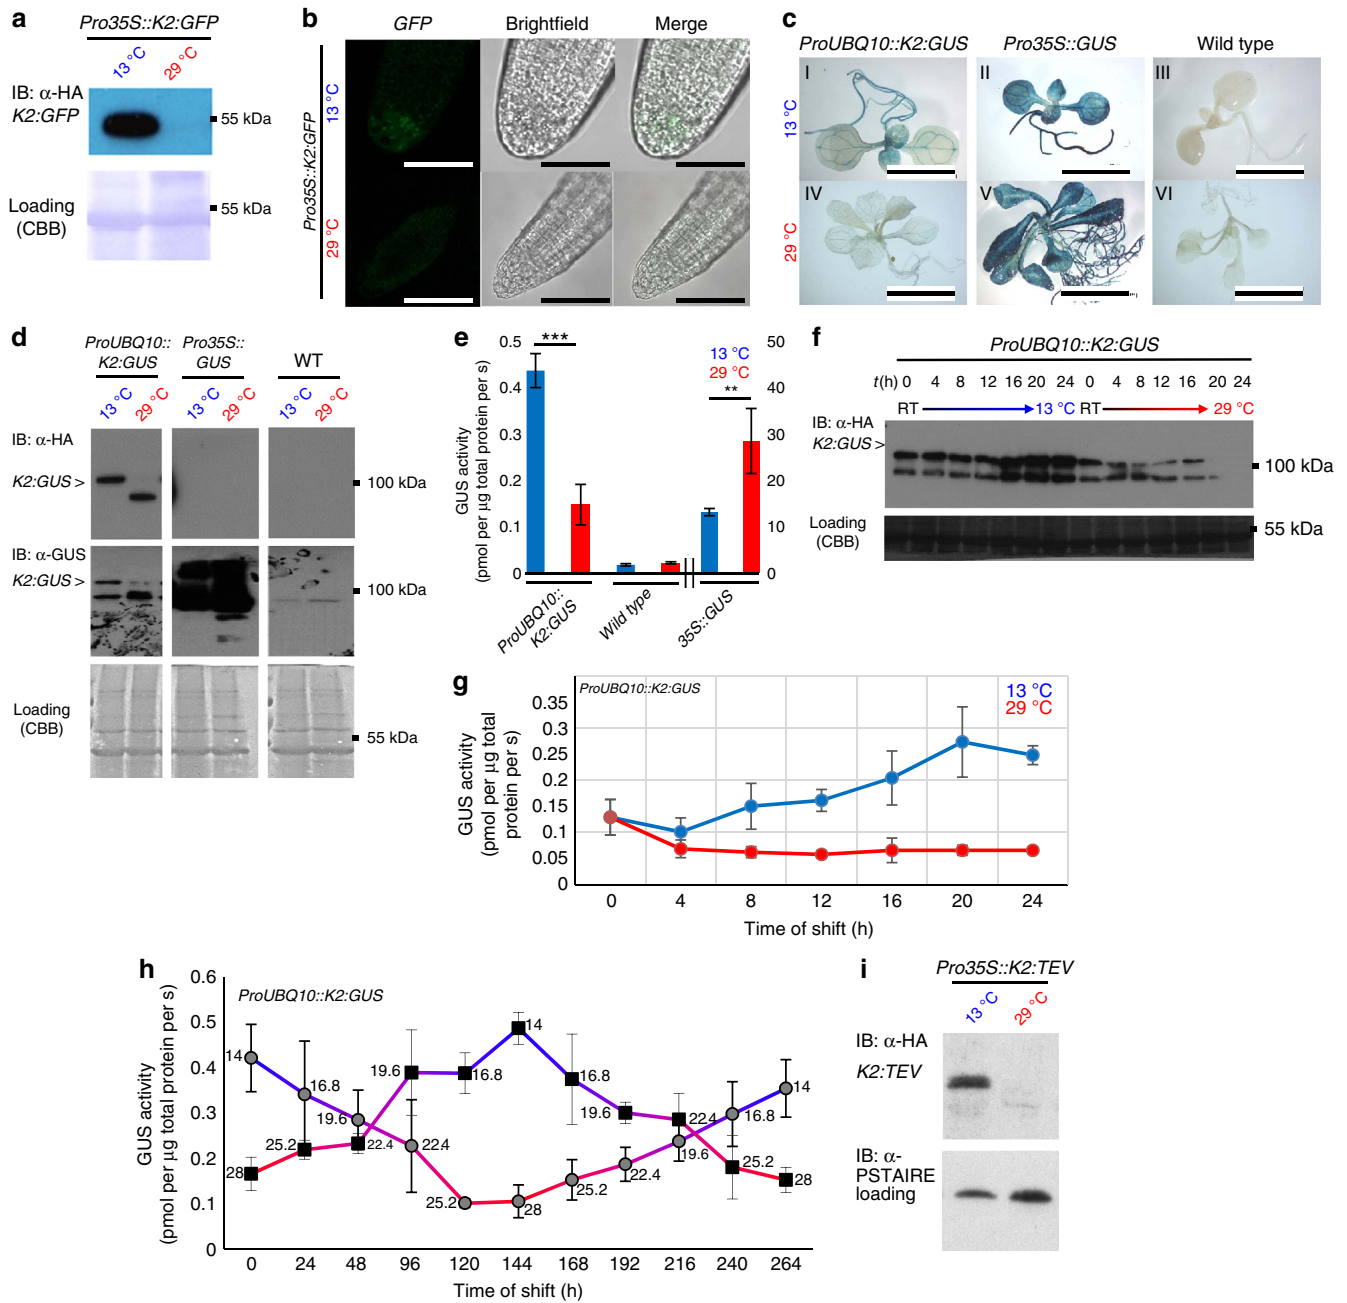 a
Pro35S::K2:GFP
13 °C 29 °C
IB: α-HA
K2:GFP
55 kDa
Loading
(CBB)
55 kDa
b
GFP Brightfield Merge
Pro35S::K2:GFP
13 °C
29 °C
c
ProUBQ10::K2:GUS Pro35S::GUS Wild type
13 °C
I II III
29 °C
IV V VI
d
ProUBQ10::
K2:GUS
Pro35S::
GUS
WT
13 °C 29 °C 13 °C 29 °C 13 °C 29 °C
IB: α-HA
K2:GUS >
100 kDa
IB: α-GUS
K2:GUS >
100 kDa
Loading
(CBB)
55 kDa
e
GUS activity
(pmol per μg total protein per s)
0.5
0.4
0.3
0.2
0.1
0
***
13 °C
29 °C
**
50
40
30
20
10
0
ProUBQ10::
K2:GUS
Wild type
35S::GUS
f
ProUBQ10::K2:GUS
t(h) 0 4 8 12 16 20 24 0 4 8 12 16 20 24
RT 13 °C RT 29 °C
IB: α-HA
K2:GUS >
100 kDa
Loading
(CBB)
55 kDa
g
ProUBQ10::K2:GUS
13 °C
29 °C
GUS activity
(pmol per μg total
protein per s)
0.35
0.3
0.25
0.2
0.15
0.1
0.05
0
0 4 8 12 16 20 24
Time of shift (h)
h
ProUBQ10::K2:GUS
GUS activity
(pmol per μg total protein per s)
0.6
0.5
0.4
0.3
0.2
0.1
0
14 16.8 19.6 22.4 25.2 28 25.2 22.4 19.6 16.8 14
28 25.2 22.4 19.6 16.8 14 16.8 19.6 22.4 25.2 28
0 24 48 96 120 144 168 192 216 240 264
Time of shift (h)
i
Pro35S::K2:TEV
13 °C 29 °C
IB: α-HA
K2:TEV
IB: α-
PSTAIRE
loading